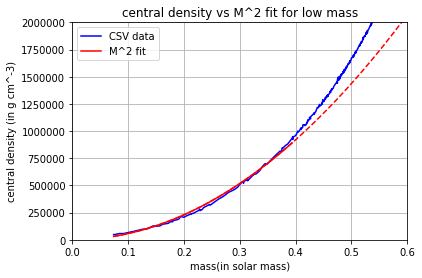 central density vs M^2 fit for low mass
CSV data
M^2 fit
central density (in g cm^-3)
2000000
1750000
1500000
1250000
1000000
750000
500000
250000
0
0.0 0.1 0.2 0.3 0.4 0.5 0.6
mass(in solar mass)